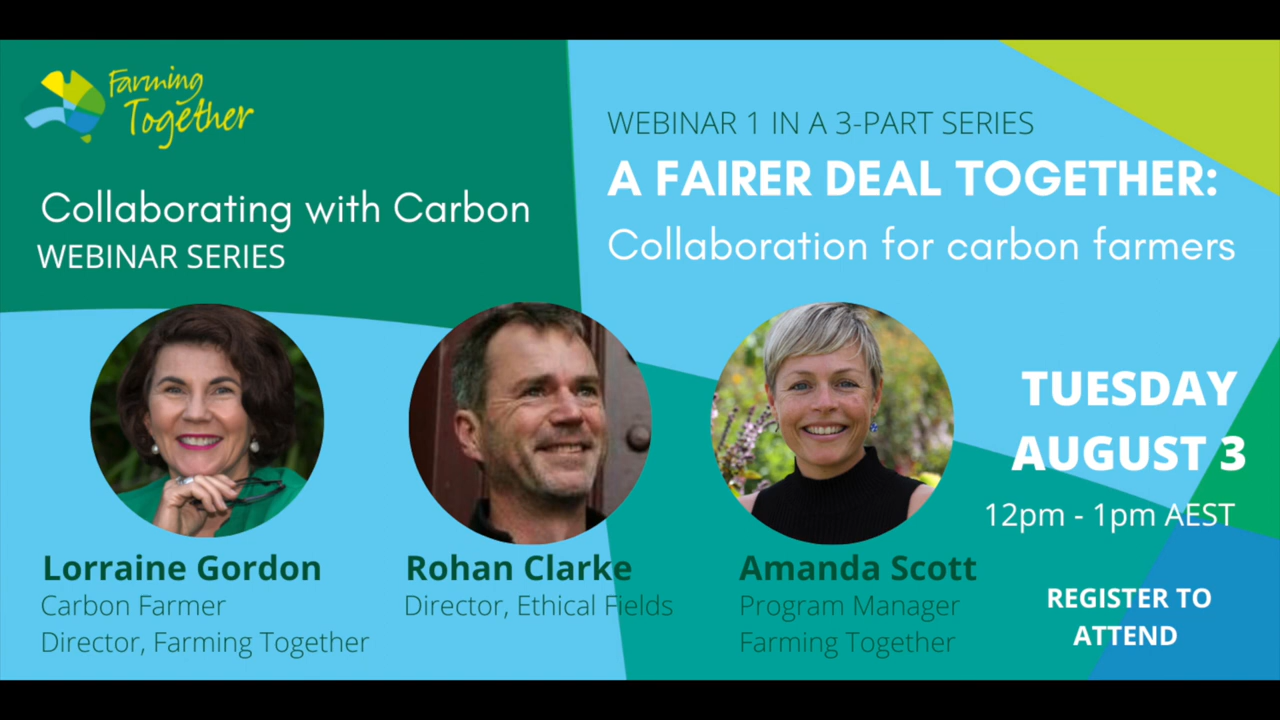 Farming
Together
Collaborating with Carbon
WEBINAR SERIES
WEBINAR 1 IN A 3-PART SERIES
A FAIRER DEAL TOGETHER:
Collaboration for carbon farmers
Lorraine Gordon
Carbon Farmer
Director, Farming Together
Rohan Clarke
Director, Ethical Fields
Amanda Scott
Program Manager
Farming Together
TUESDAY
AUGUST 3
12pm - 1pm AEST
REGISTER TO
ATTEND